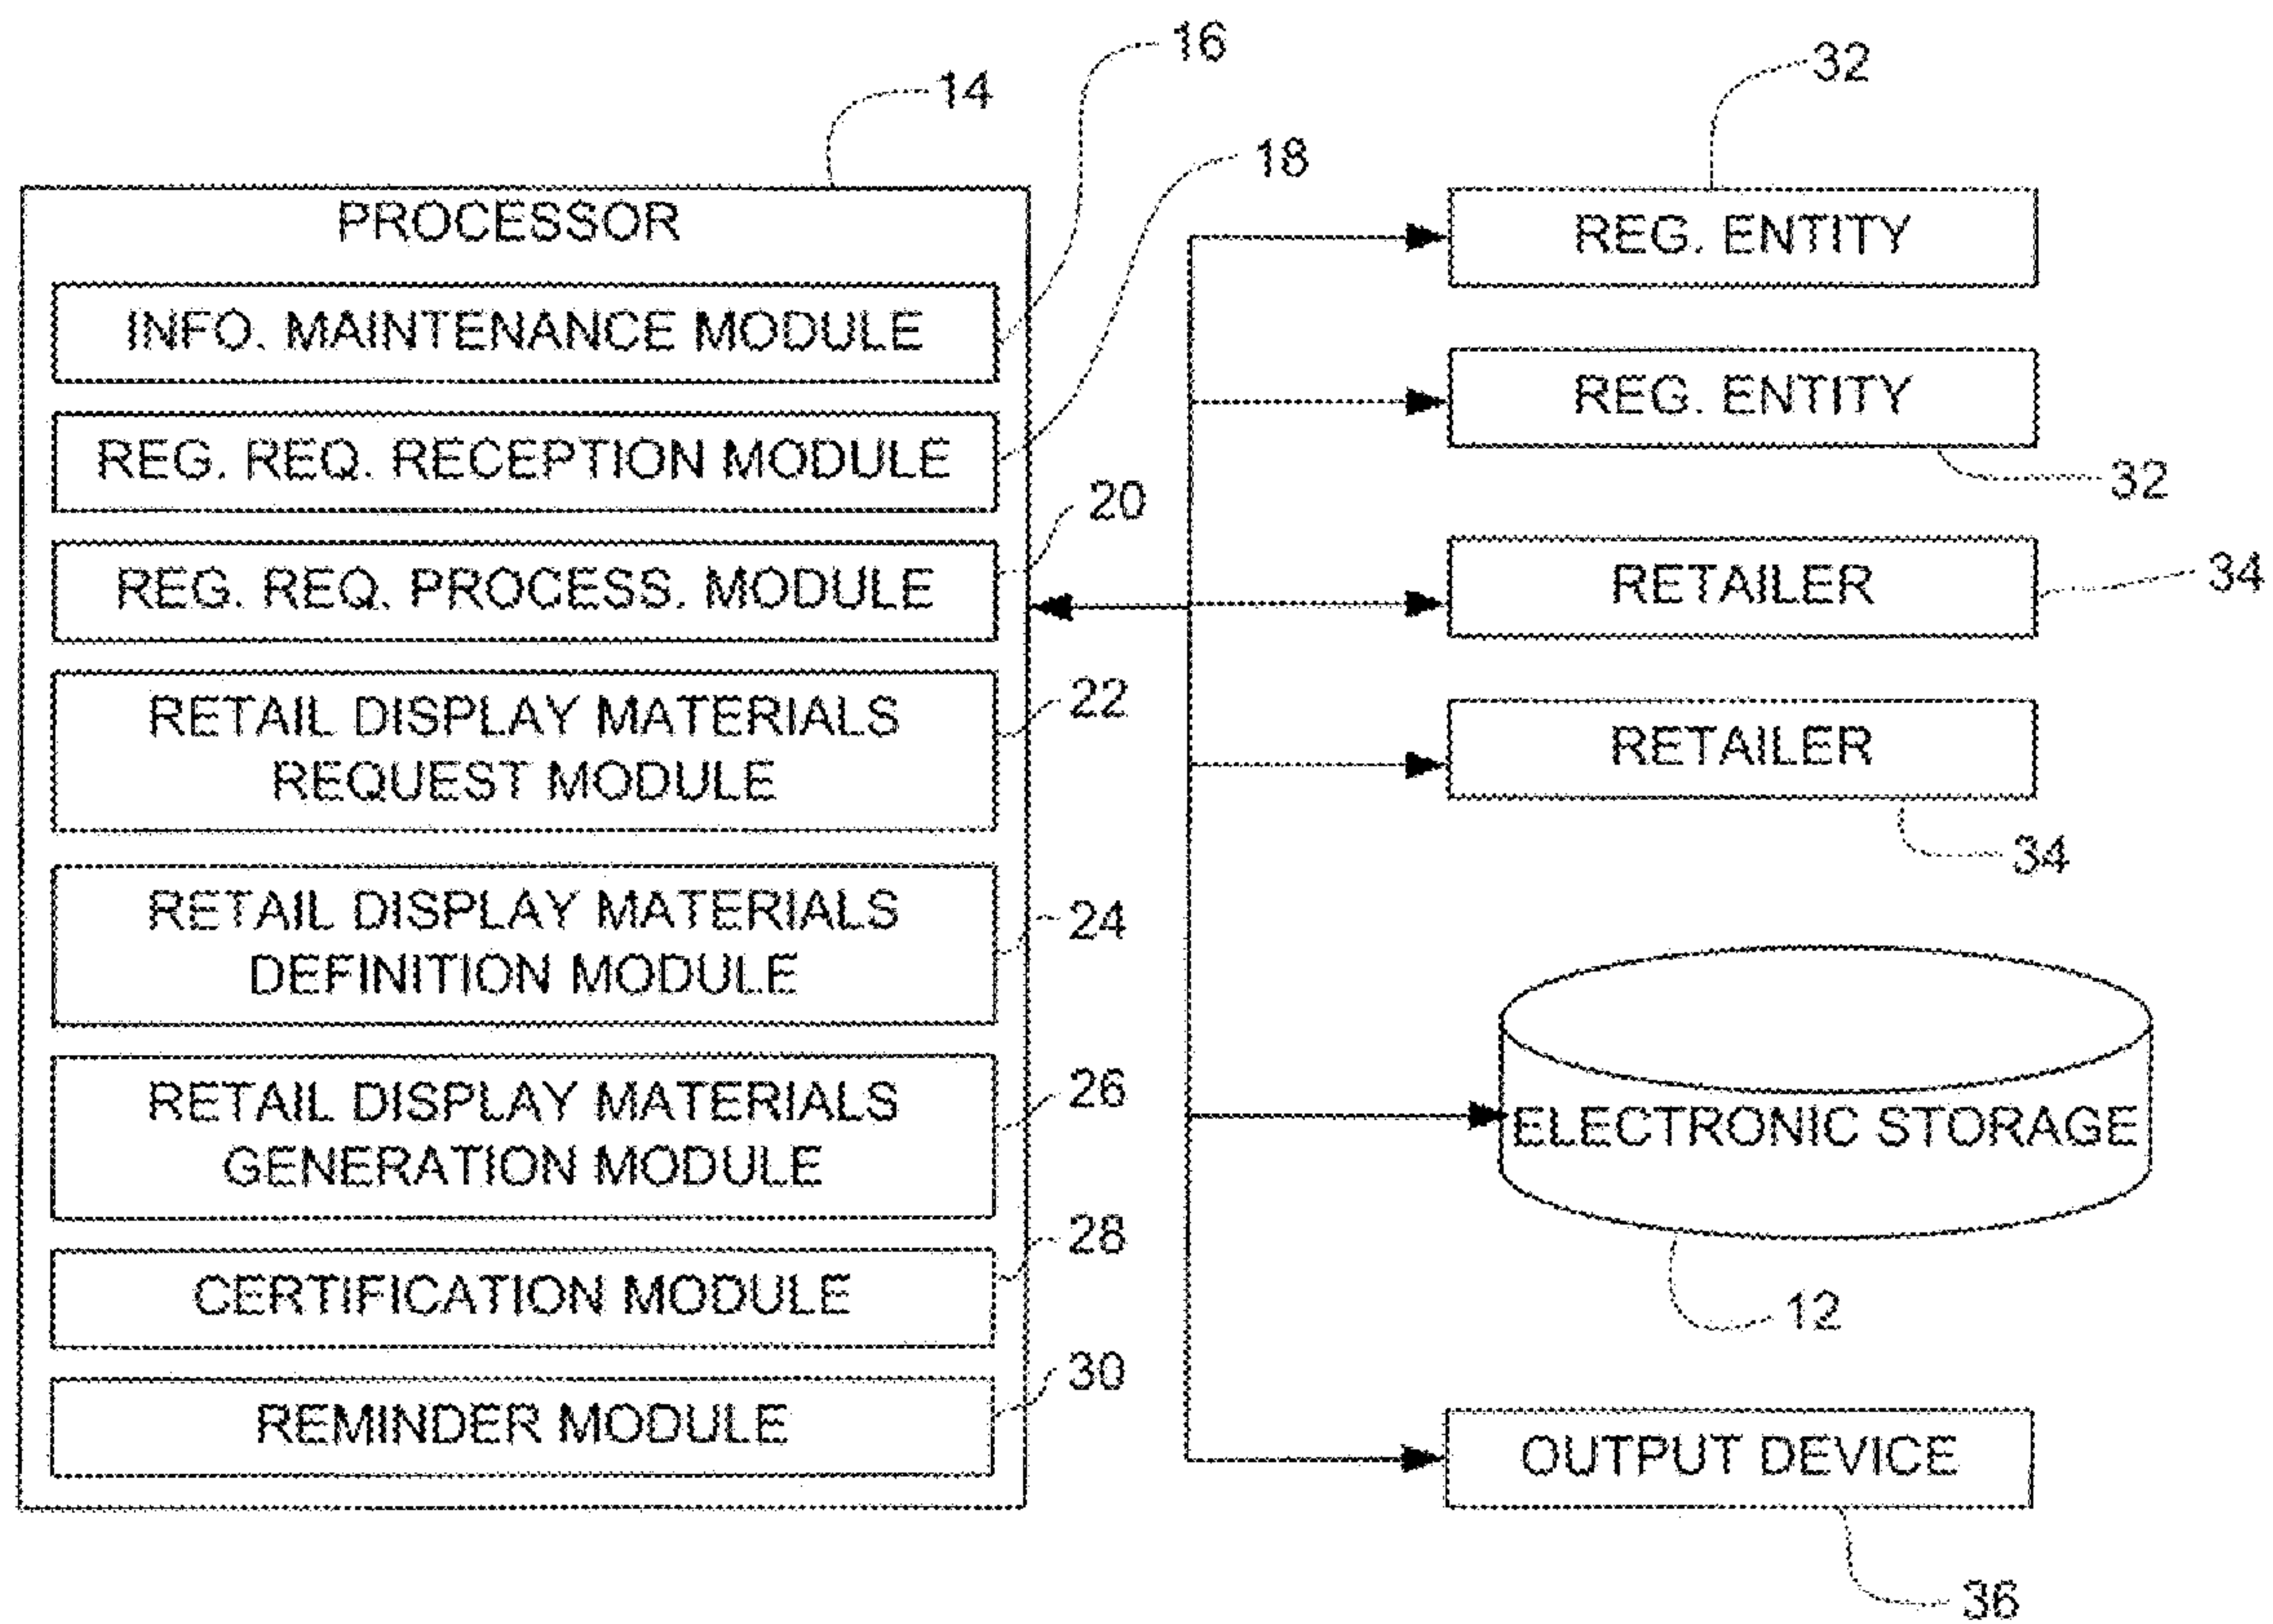 16
14
32
18
PROCESSOR
REG. ENTITY
INFO. MAINTENANCE MODULE
REG. ENTITY
REG. REQ. RECEPTION MODULE
32
20
REG. REQ. PROCESS. MODULE
RETAILER
34
22
RETAIL DISPLAY MATERIALS
REQUEST MODULE
RETAILER
34
RETAIL DISPLAY MATERIALS
DEFINITION MODULE
24
RETAIL DISPLAY MATERIALS
GENERATION MODULE
26
ELECTRONIC STORAGE
28
CERTIFICATION MODULE
12
30
REMINDER MODULE
OUTPUT DEVICE
36